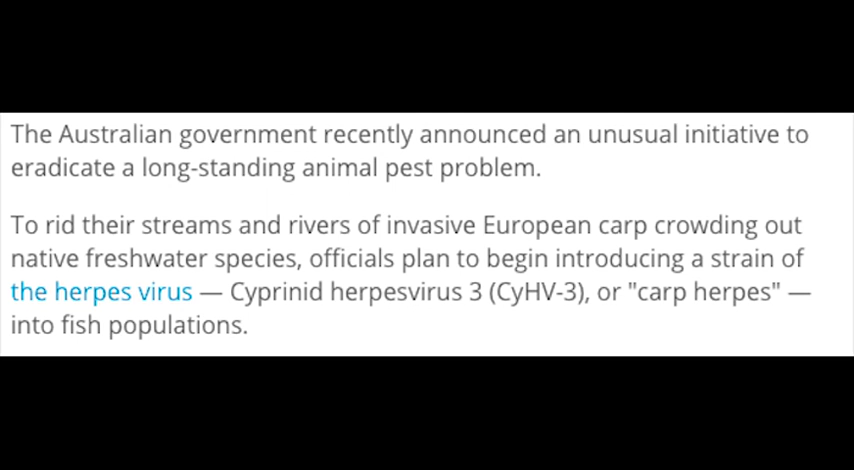 The Australian government recently announced an unusual initiative to
eradicate a long-standing animal pest problem.
To rid their streams and rivers of invasive European carp crowding out
native freshwater species, officials plan to begin introducing a strain of
the herpes virus — Cyprinid herpesvirus 3 (CyHV-3), or "carp herpes" —
into fish populations.